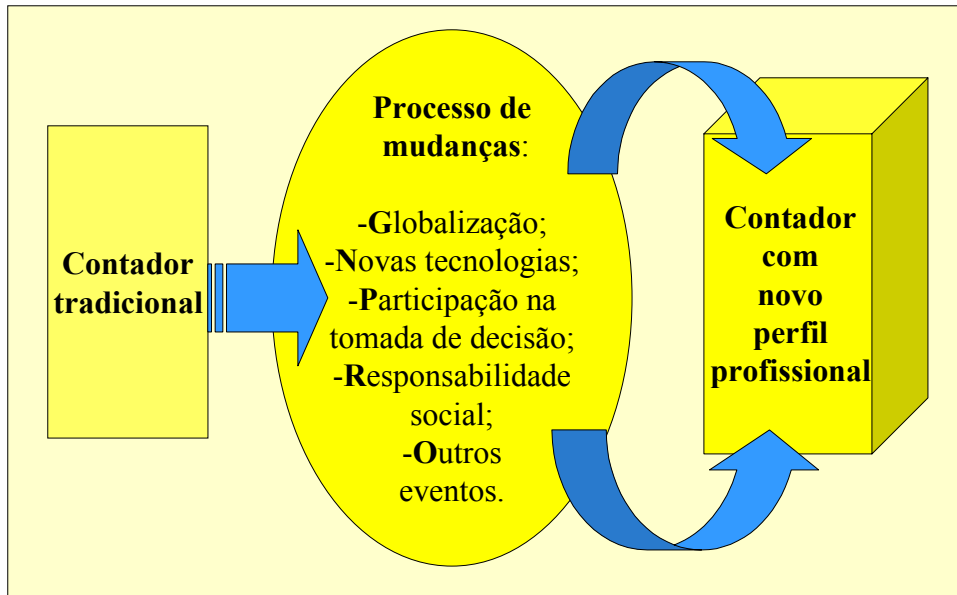 Contador
tradicional
Processo de
mudanças:
-Globalização;
-Novas tecnologias;
-Participação na
tomada de decisão;
-Responsabilidade
social;
-Outros
eventos.
Contador
com
novo
perfil
profissional